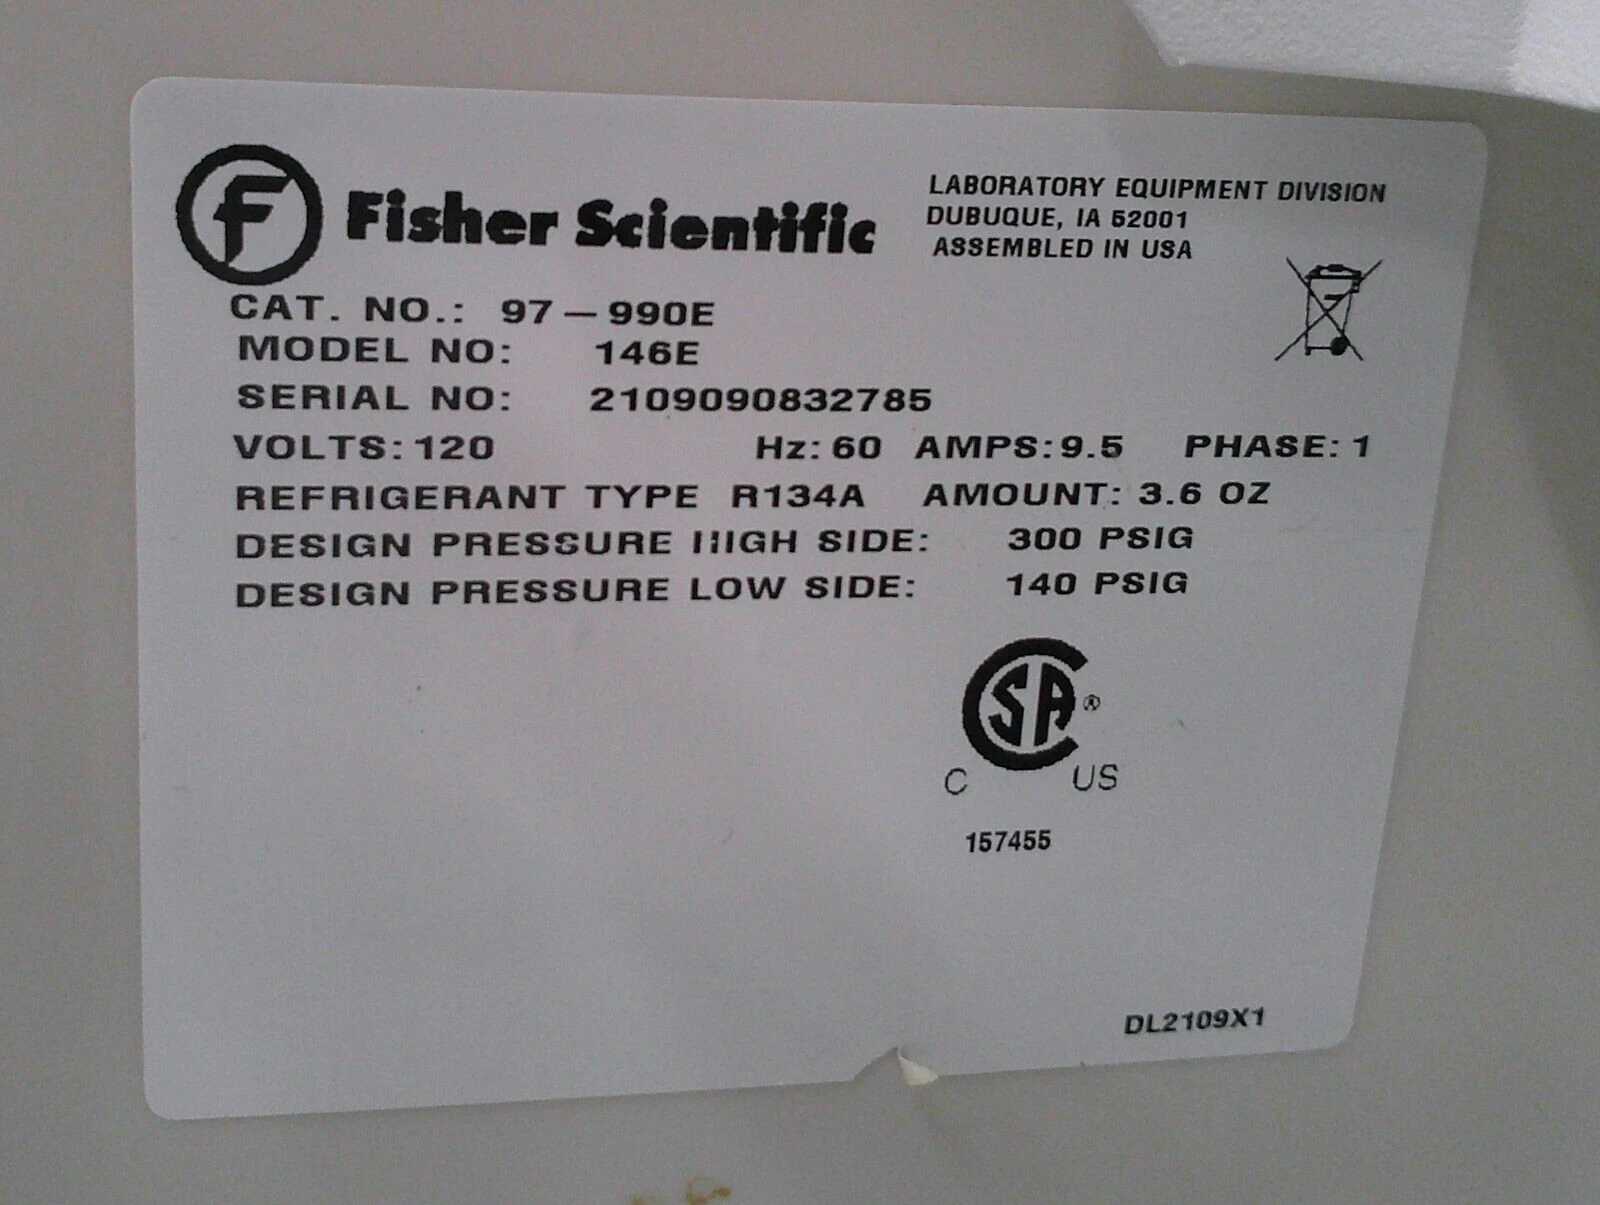 Fisher Scientific
LABORATORY EQUIPMENT DIVISION
DUBUQUE, IA 52001
ASSEMBLED IN USA
CAT. NO.: 97-990E
MODEL NO: 146E
SERIAL NO: 2109090832785
VOLTS: 120 Hz: 60 AMPS: 9.5 PHASE: 1
REFRIGERANT TYPE R134A AMOUNT: 3.6 OZ
DESIGN PRESSURE HIGH SIDE: 300 PSIG
DESIGN PRESSURE LOW SIDE: 140 PSIG
CSA®
C US
157455
DL2109X1